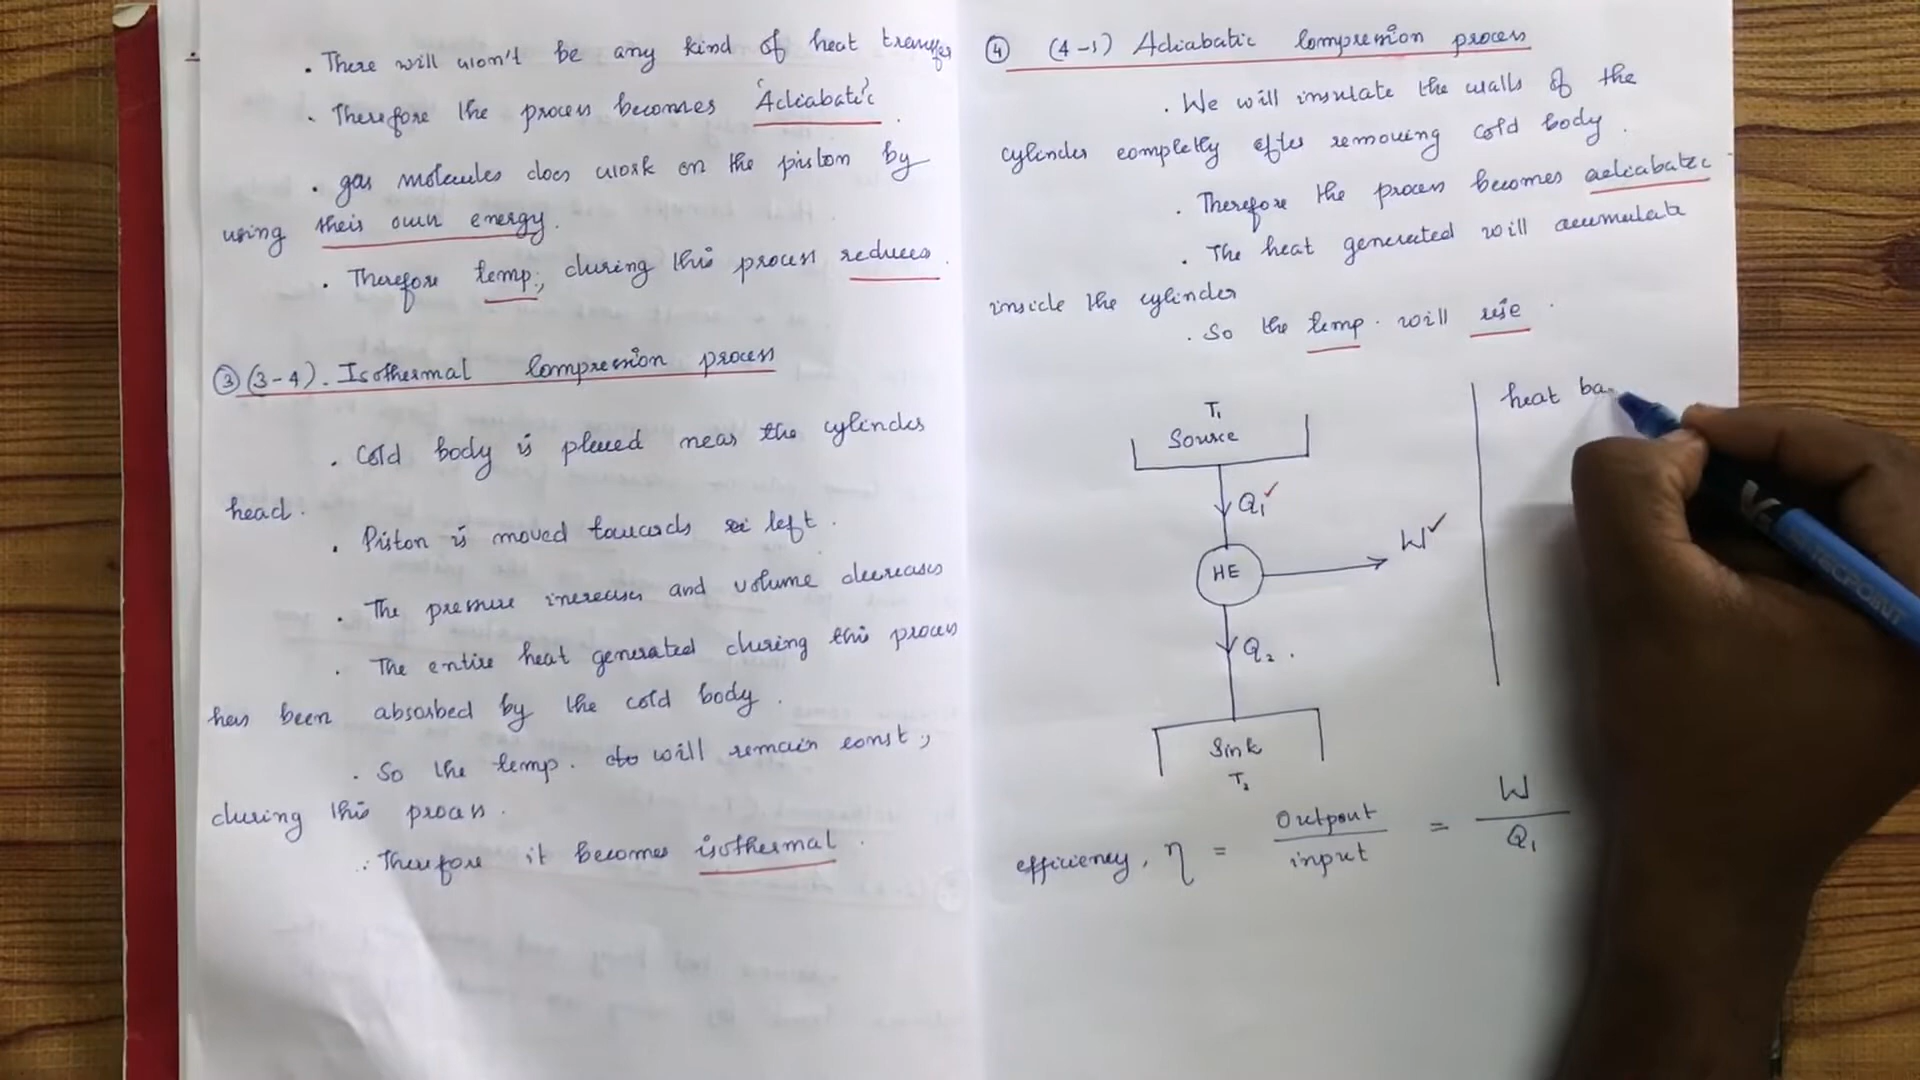 . There will won't be any kind of heat transfer
. Therefore the process becomes 'Adiabatic'.
. gas molecules does work on the piston by
using their own energy.
. Therefore temp., during this process reduces.
③ (3-4). Isothermal Compression process
. Cold body is placed near the cylinder
head.
. Piston is moved towards left.
. The pressure increases and volume decreases
. The entire heat generated during this process
has been absorbed by the cold body.
. So the temp. will remain const;
during this process.
∴ Therefore it becomes isothermal.
④ (4-1) Adiabatic Compression process
. We will insulate the walls of the
cylinder completly after removing cold body.
. Therefore the process becomes adiabatic.
. The heat generated will accumulate
inside the cylinder
. So the temp. will rise.
T₁
Source
Q₁ ✓
HE
W ✓
Q₂.
Sink
T₂
heat ba
efficiency, η = Outpout / input = W / Q₁